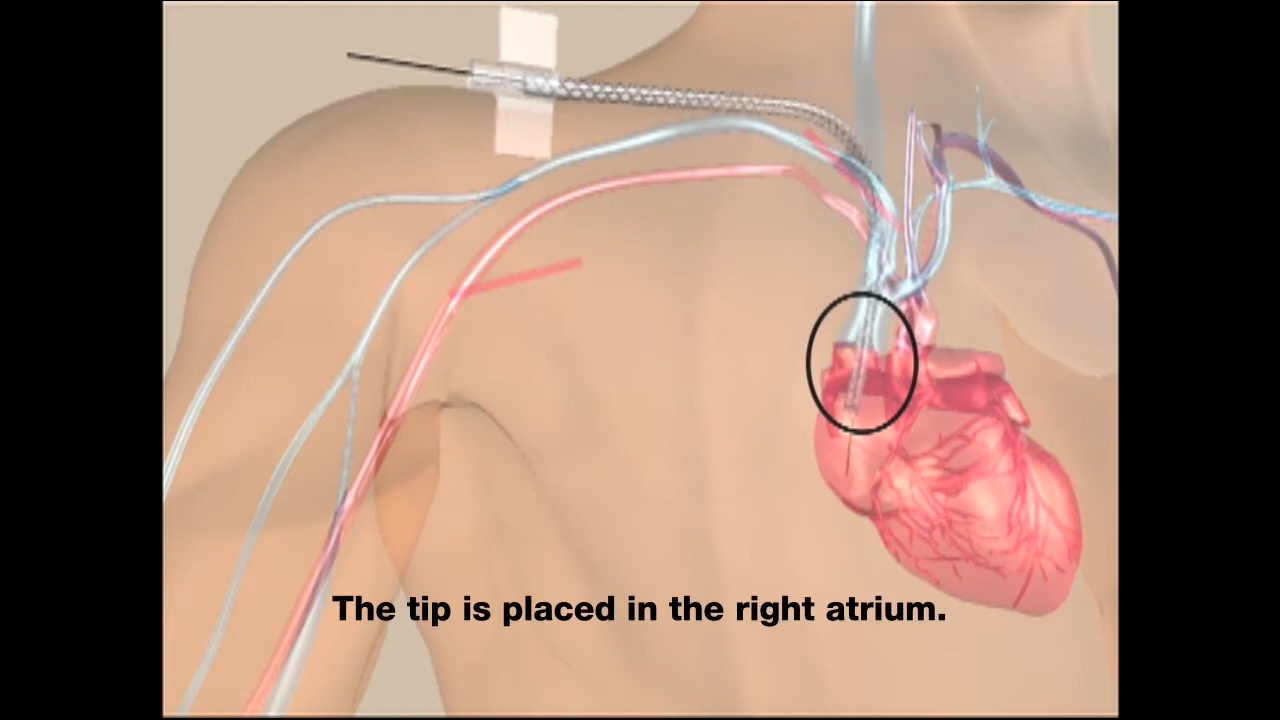 The tip is placed in the right atrium.